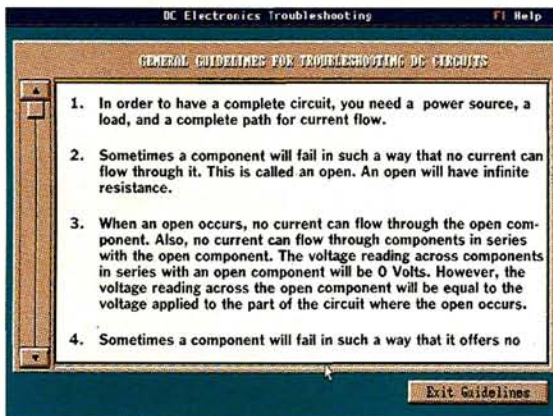 DC Electronics Troubleshooting
F1 Help
GENERAL GUIDELINES FOR TROUBLESHOOTING DC CIRCUITS
1. In order to have a complete circuit, you need a power source, a
load, and a complete path for current flow.
2. Sometimes a component will fail in such a way that no current can
flow through it. This is called an open. An open will have infinite
resistance.
3. When an open occurs, no current can flow through the open com-
ponent. Also, no current can flow through components in series
with the open component. The voltage reading across components
in series with an open component will be 0 Volts. However, the
voltage reading across the open component will be equal to the
voltage applied to the part of the circuit where the open occurs.
4. Sometimes a component will fail in such a way that it offers no
Exit Guidelines